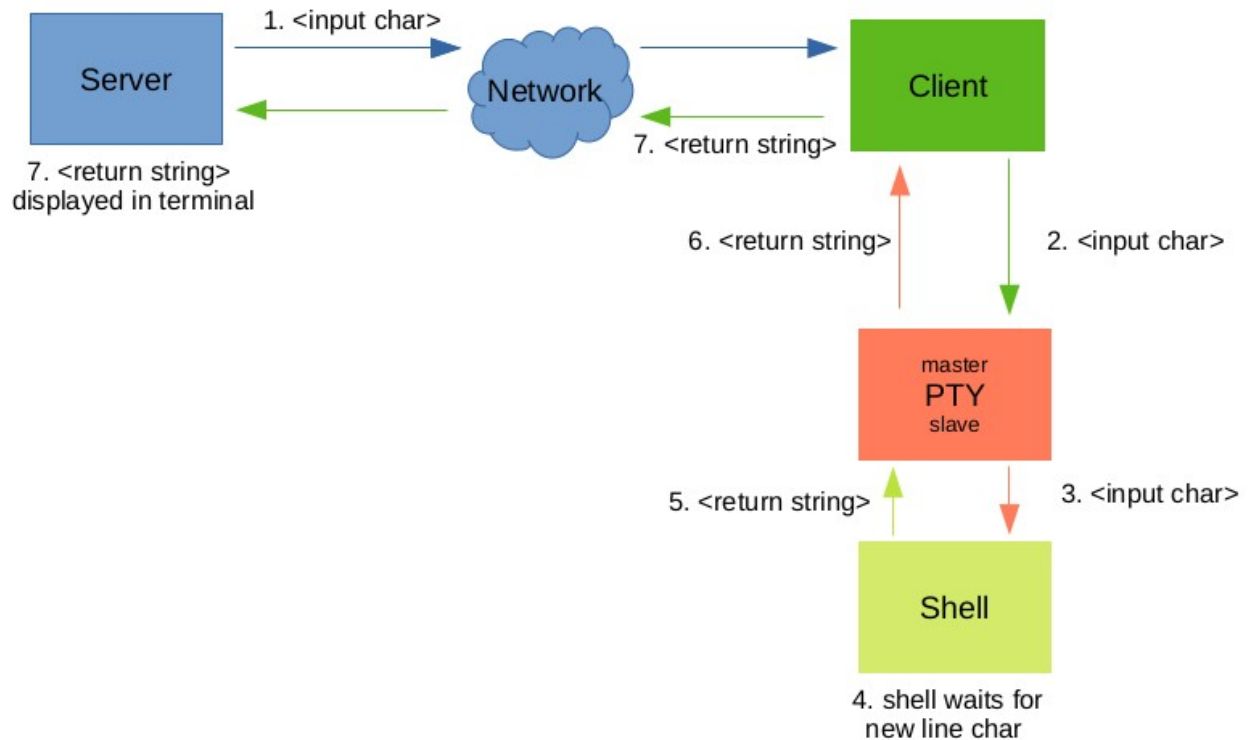 1. <input char>
Server
Network
Client
7. <return string>
7. <return string>
displayed in terminal
6. <return string>
2. <input char>
master
PTY
slave
5. <return string>
3. <input char>
Shell
4. shell waits for
new line char